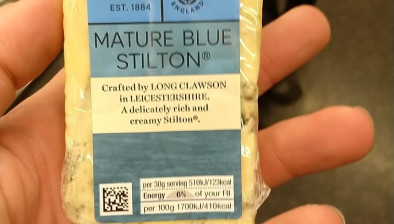 EST. 1884
ENGLAND
MATURE BLUE
STILTON®
Crafted by LONG CLAWSON
in LEICESTERSHIRE.
A delicately rich and
creamy Stilton®.
per 30g serving 510kJ/123kcal
Energy 6% of your RI
per 100g 1700kJ/410kcal